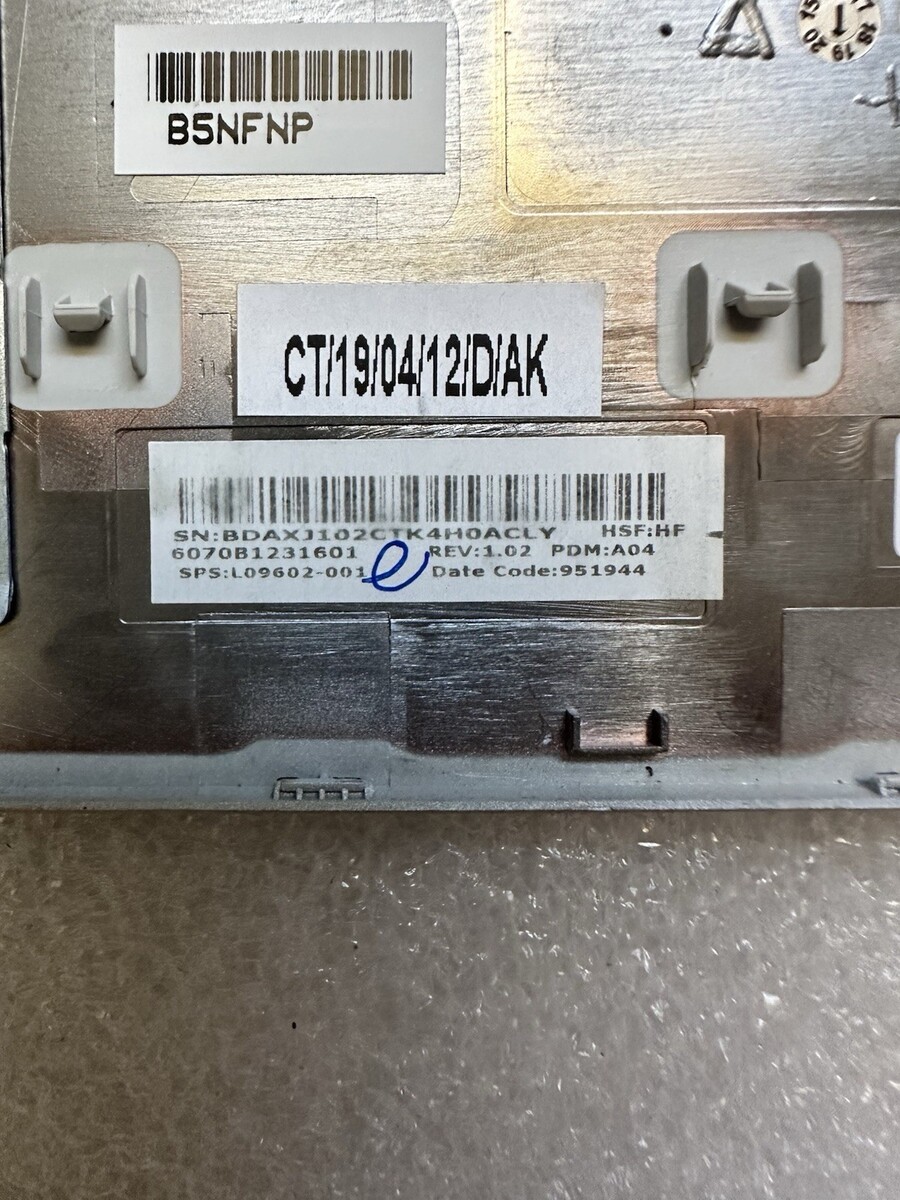 B5NFNP
CT/19/04/12/D/AK
SN:BDAXJ102CTK4H0ACLY HSF:HF
6070B1231601 REV:1.02 PDM:A04
SPS:L09602-001 e Date Code:951944